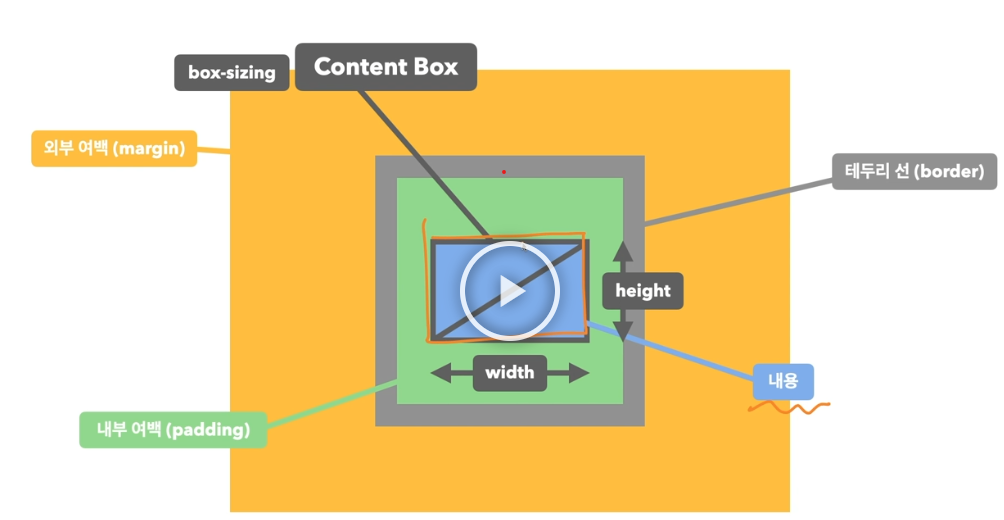 box-sizing
Content Box
외부 여백 (margin)
테두리 선 (border)
height
width
내용
내부 여백 (padding)